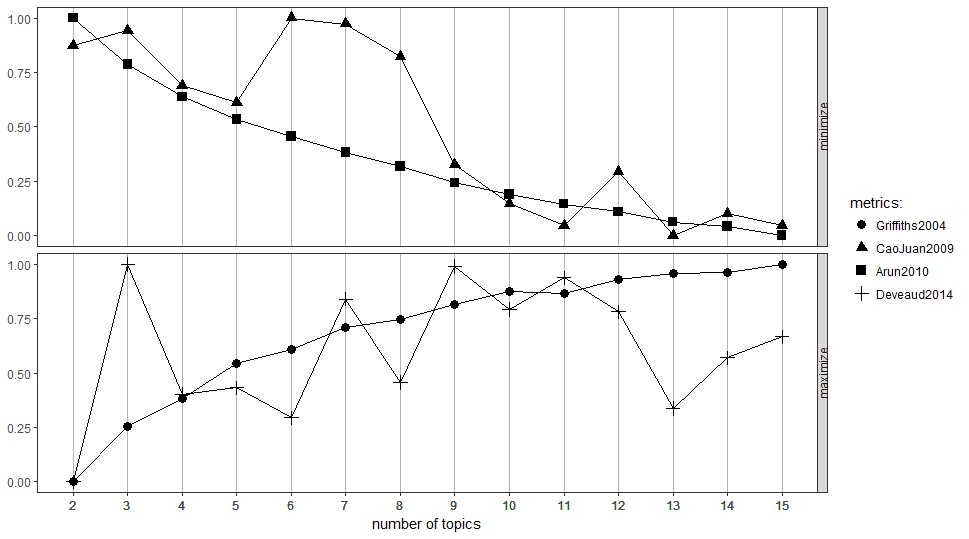 1.00
0.75
0.50
0.25
0.00
minimize
1.00
0.75
0.50
0.25
0.00
maximize
2 3 4 5 6 7 8 9 10 11 12 13 14 15
number of topics
metrics:
Griffiths2004
CaoJuan2009
Arun2010
Deveaud2014